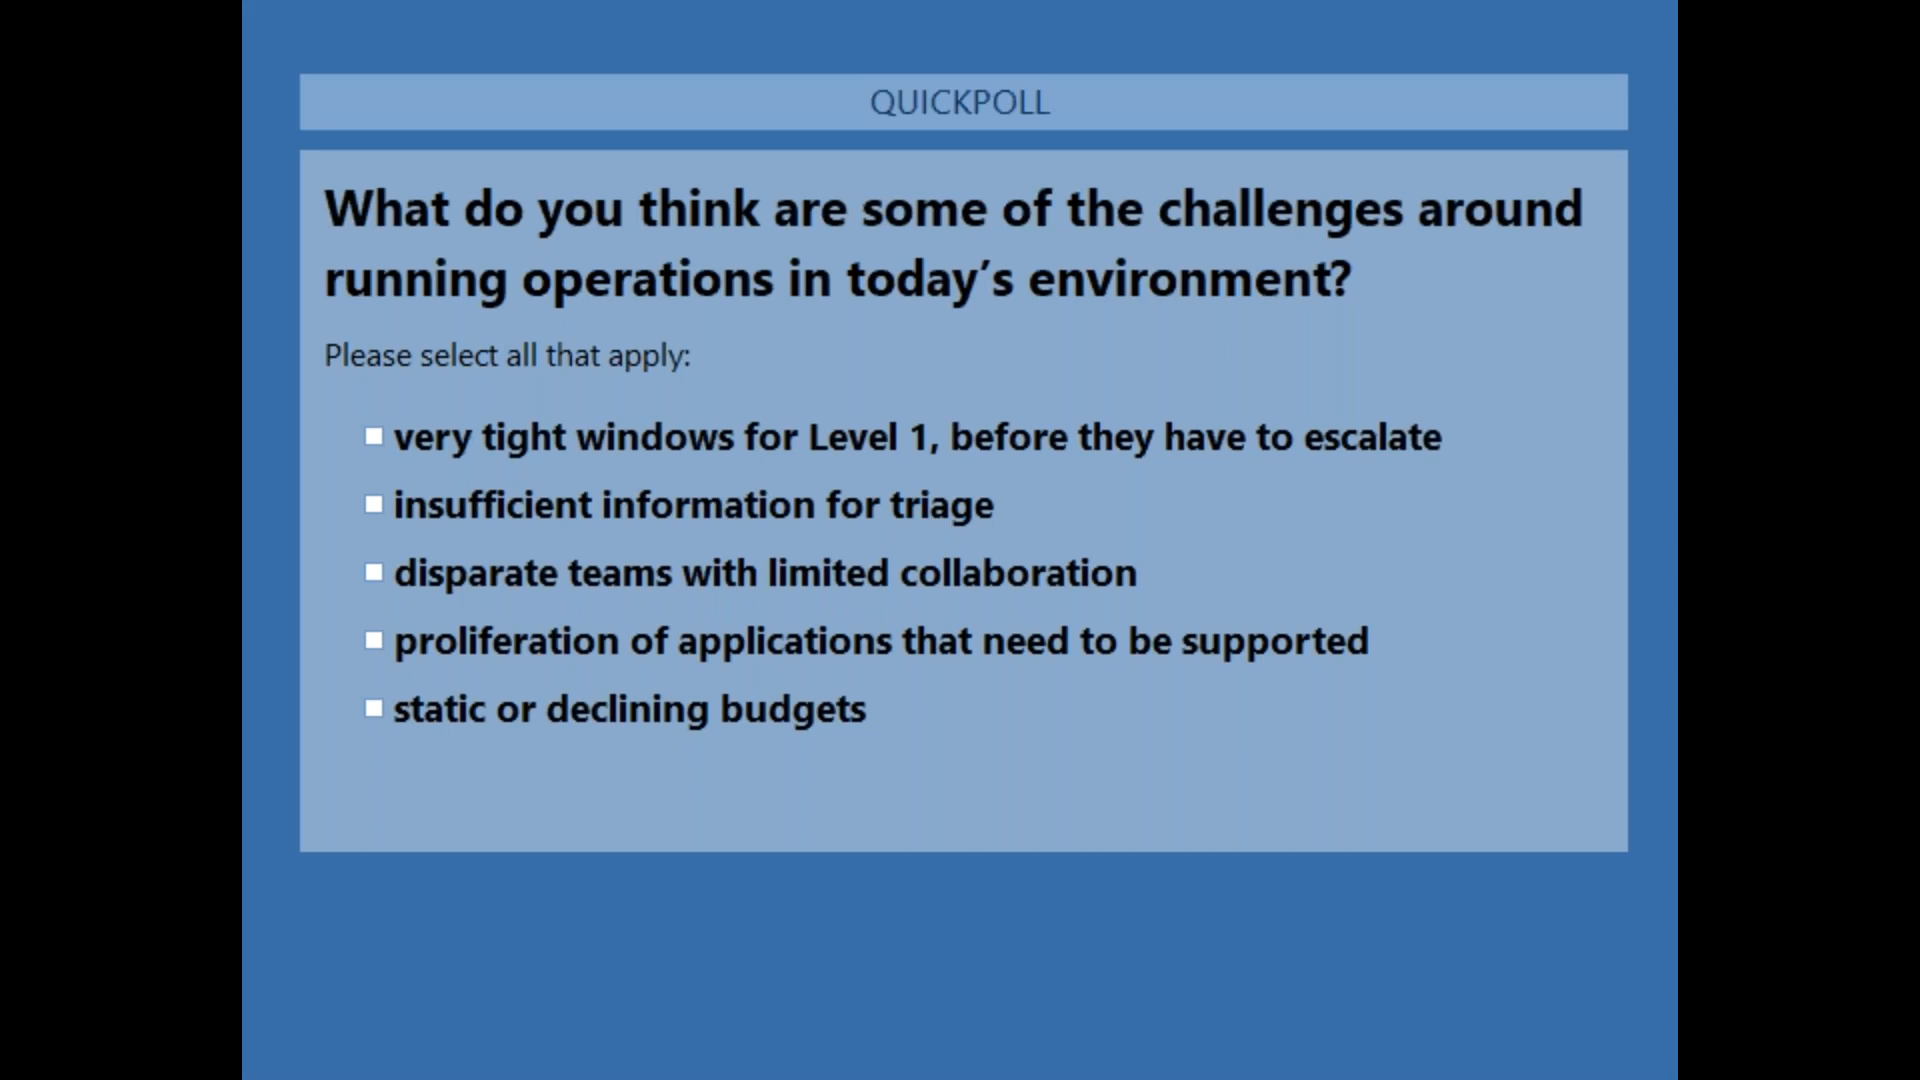 QUICKPOLL
What do you think are some of the challenges around
running operations in today’s environment?
Please select all that apply:
very tight windows for Level 1, before they have to escalate
insufficient information for triage
disparate teams with limited collaboration
proliferation of applications that need to be supported
static or declining budgets